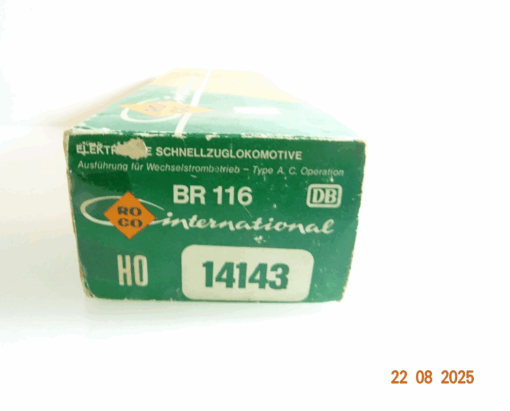 SCHNELLZUGLOKOMOTIVE
Ausführung für Wechselstrombetrieb – Type A. C. Operation
BR 116
DB
RO
CO
international
HO
14143
22 08 2025